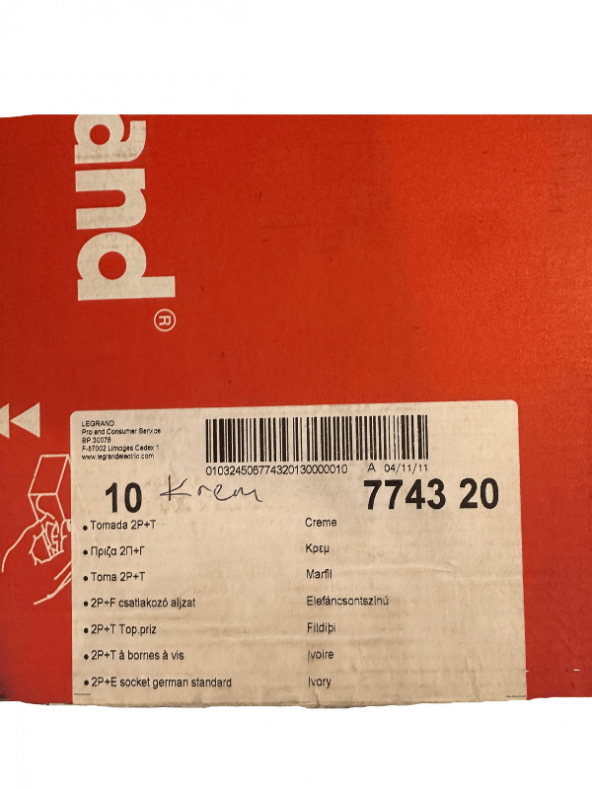 and®
LEGRAND
Pro and Consumer Service
BP 30076
F-87002 Limoges Cedex 1
www.legrandelectric.com
010324506774320130000010 A 04/11/11
10 Krem 7743 20
• Tomada 2P+T Creme
• Πριζα 2Π+Γ Κρεμ
• Toma 2P+T Marfil
• 2P+F csatlakozó aljzat Elefáncsontszínű
• 2P+T Top.priz Fildişi
• 2P+T à bornes à vis Ivoire
• 2P+E socket german standard Ivory